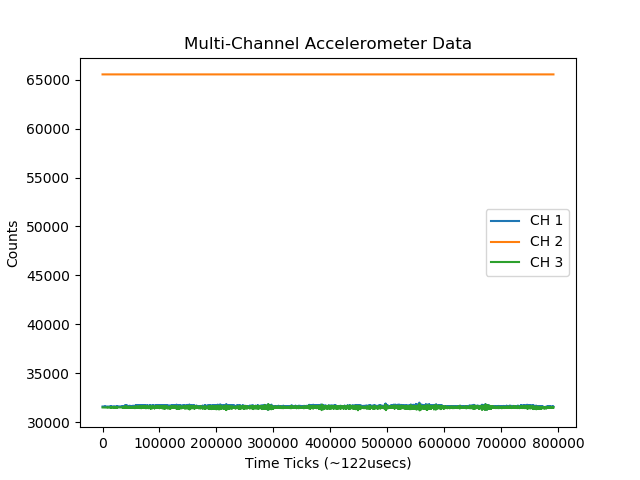 Multi-Channel Accelerometer Data
65000
60000
55000
50000
45000
40000
35000
30000
Counts
CH 1
CH 2
CH 3
0 100000 200000 300000 400000 500000 600000 700000 800000
Time Ticks (~122usecs)